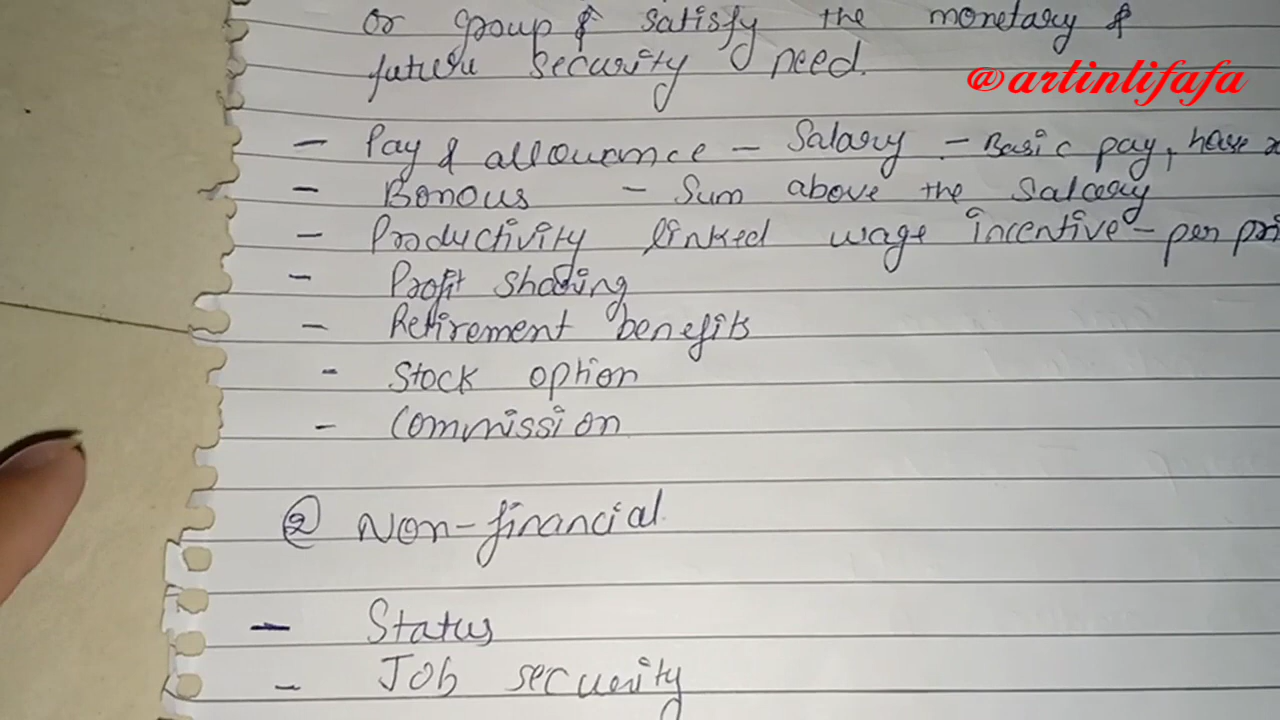 or group & satisfy the monetary &
future security need.
@artinlifafa
- Pay & allowance - Salary - Basic pay, house
- Bonous - Sum above the Salary
- Productivity linked wage incentive - per
- Profit sharing
- Retirement benefits
- Stock option
- Commission
② Non-financial
- Status
- Job security